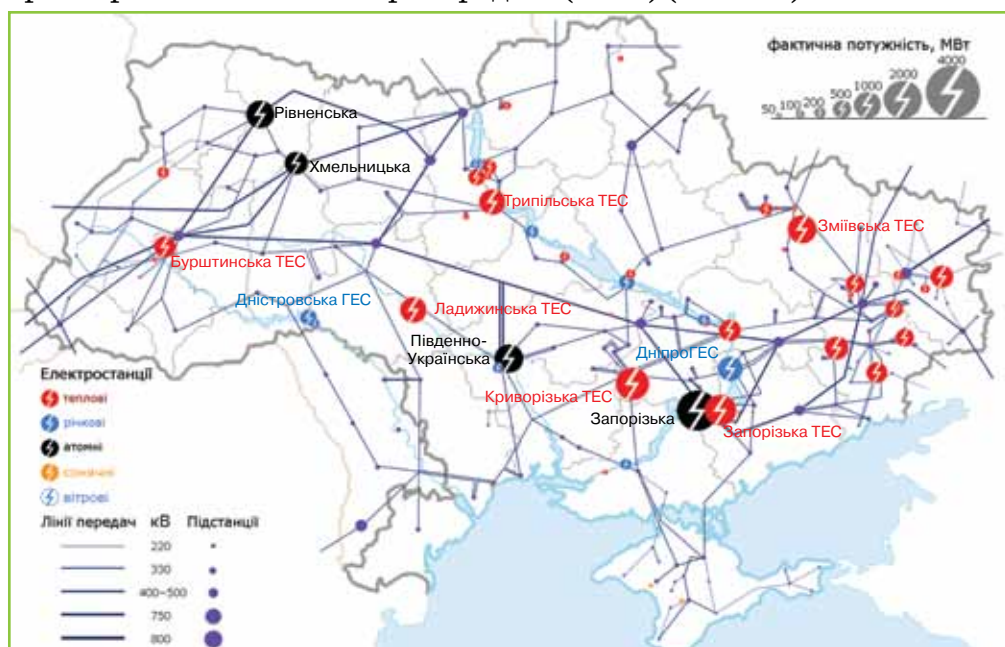 фактична потужність, МВт
50 100 200 500 1000 2000 4000
Рівненська
Хмельницька
Трипільська ТЕС
Зміївська ТЕС
Бурштинська ТЕС
Дністровська ГЕС
Ладижинська ТЕС
Південно-
Українська
ДніпроГЕС
Криворізька ТЕС
Запорізька
Запорізька ТЕС
Електростанції
теплові
річкові
атомні
сонячні
вітрові
Лінії передач кВ Підстанції
220
330
400–500
750
800